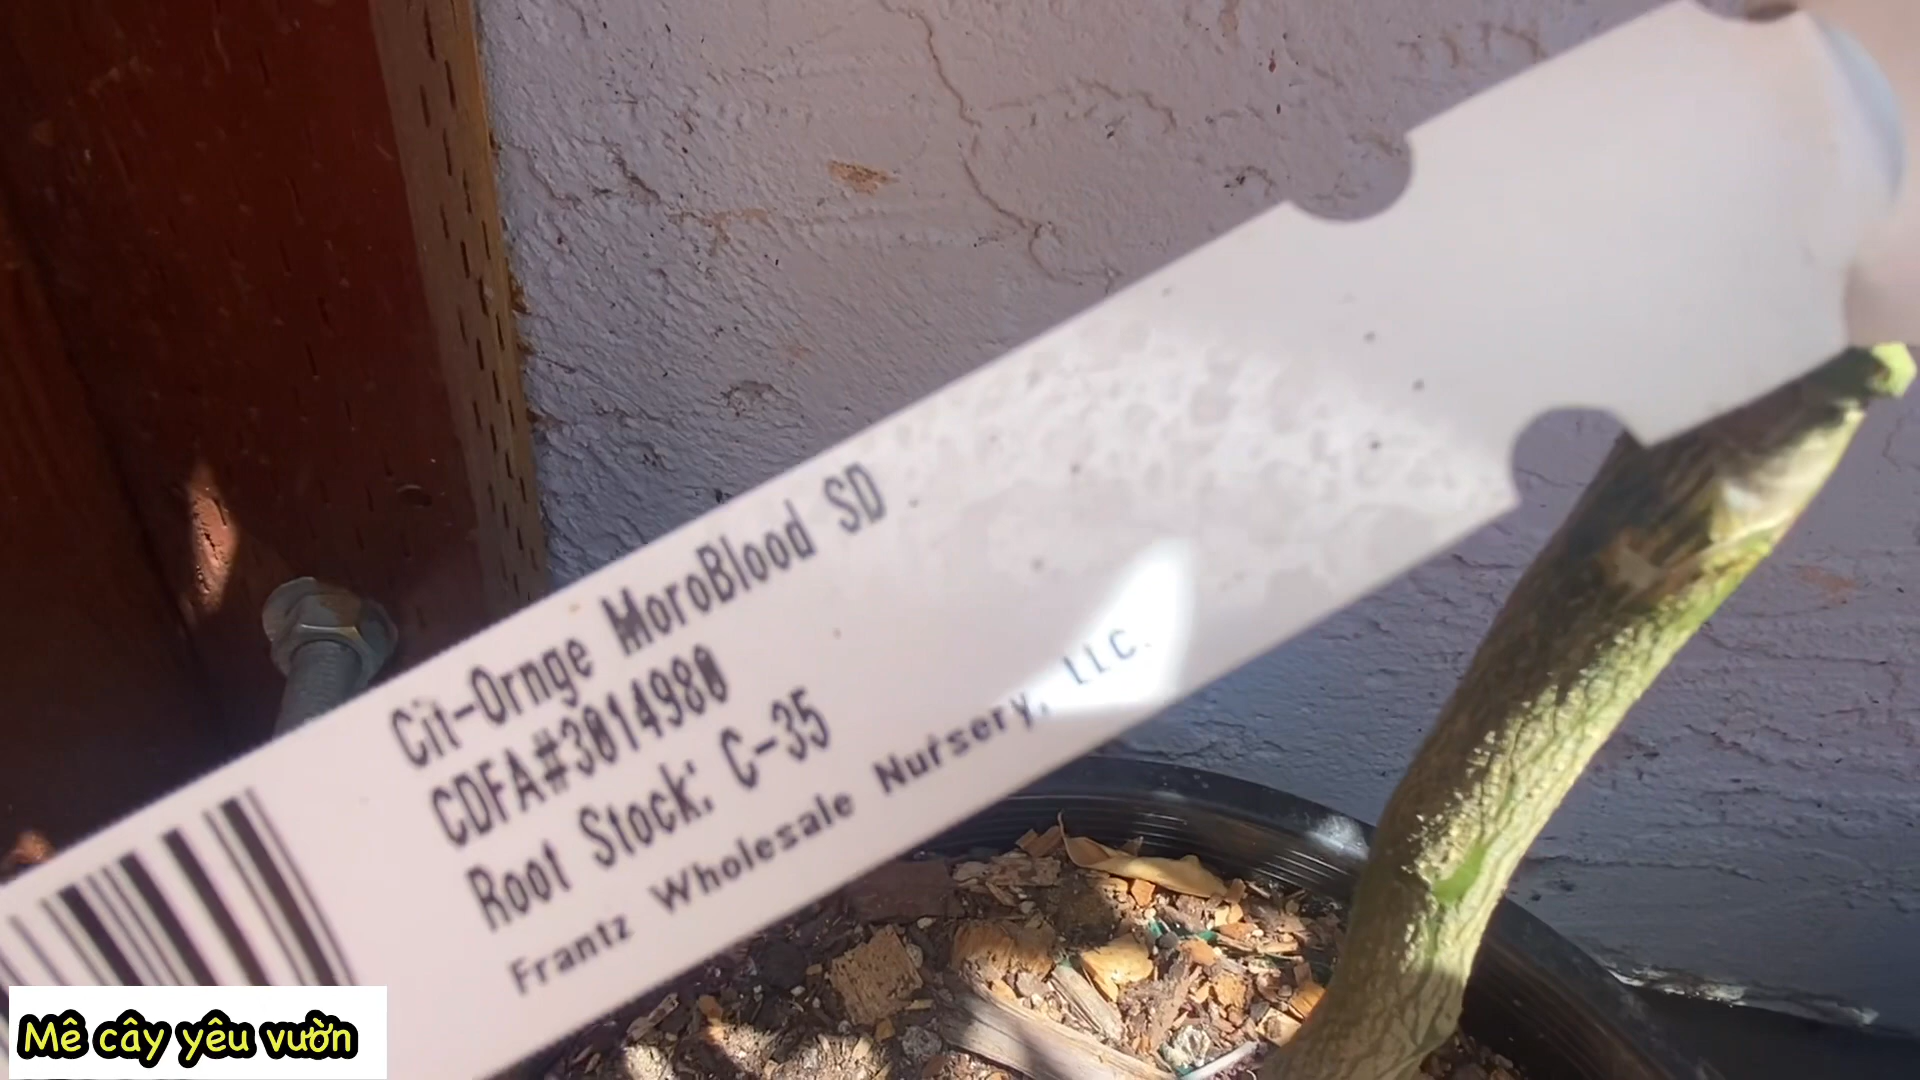 Cit-Ornge MoroBlood SD
CDFA#3014980
Root Stock: C-35
Frantz Wholesale Nursery, LLC.
Mê cây yêu vườn